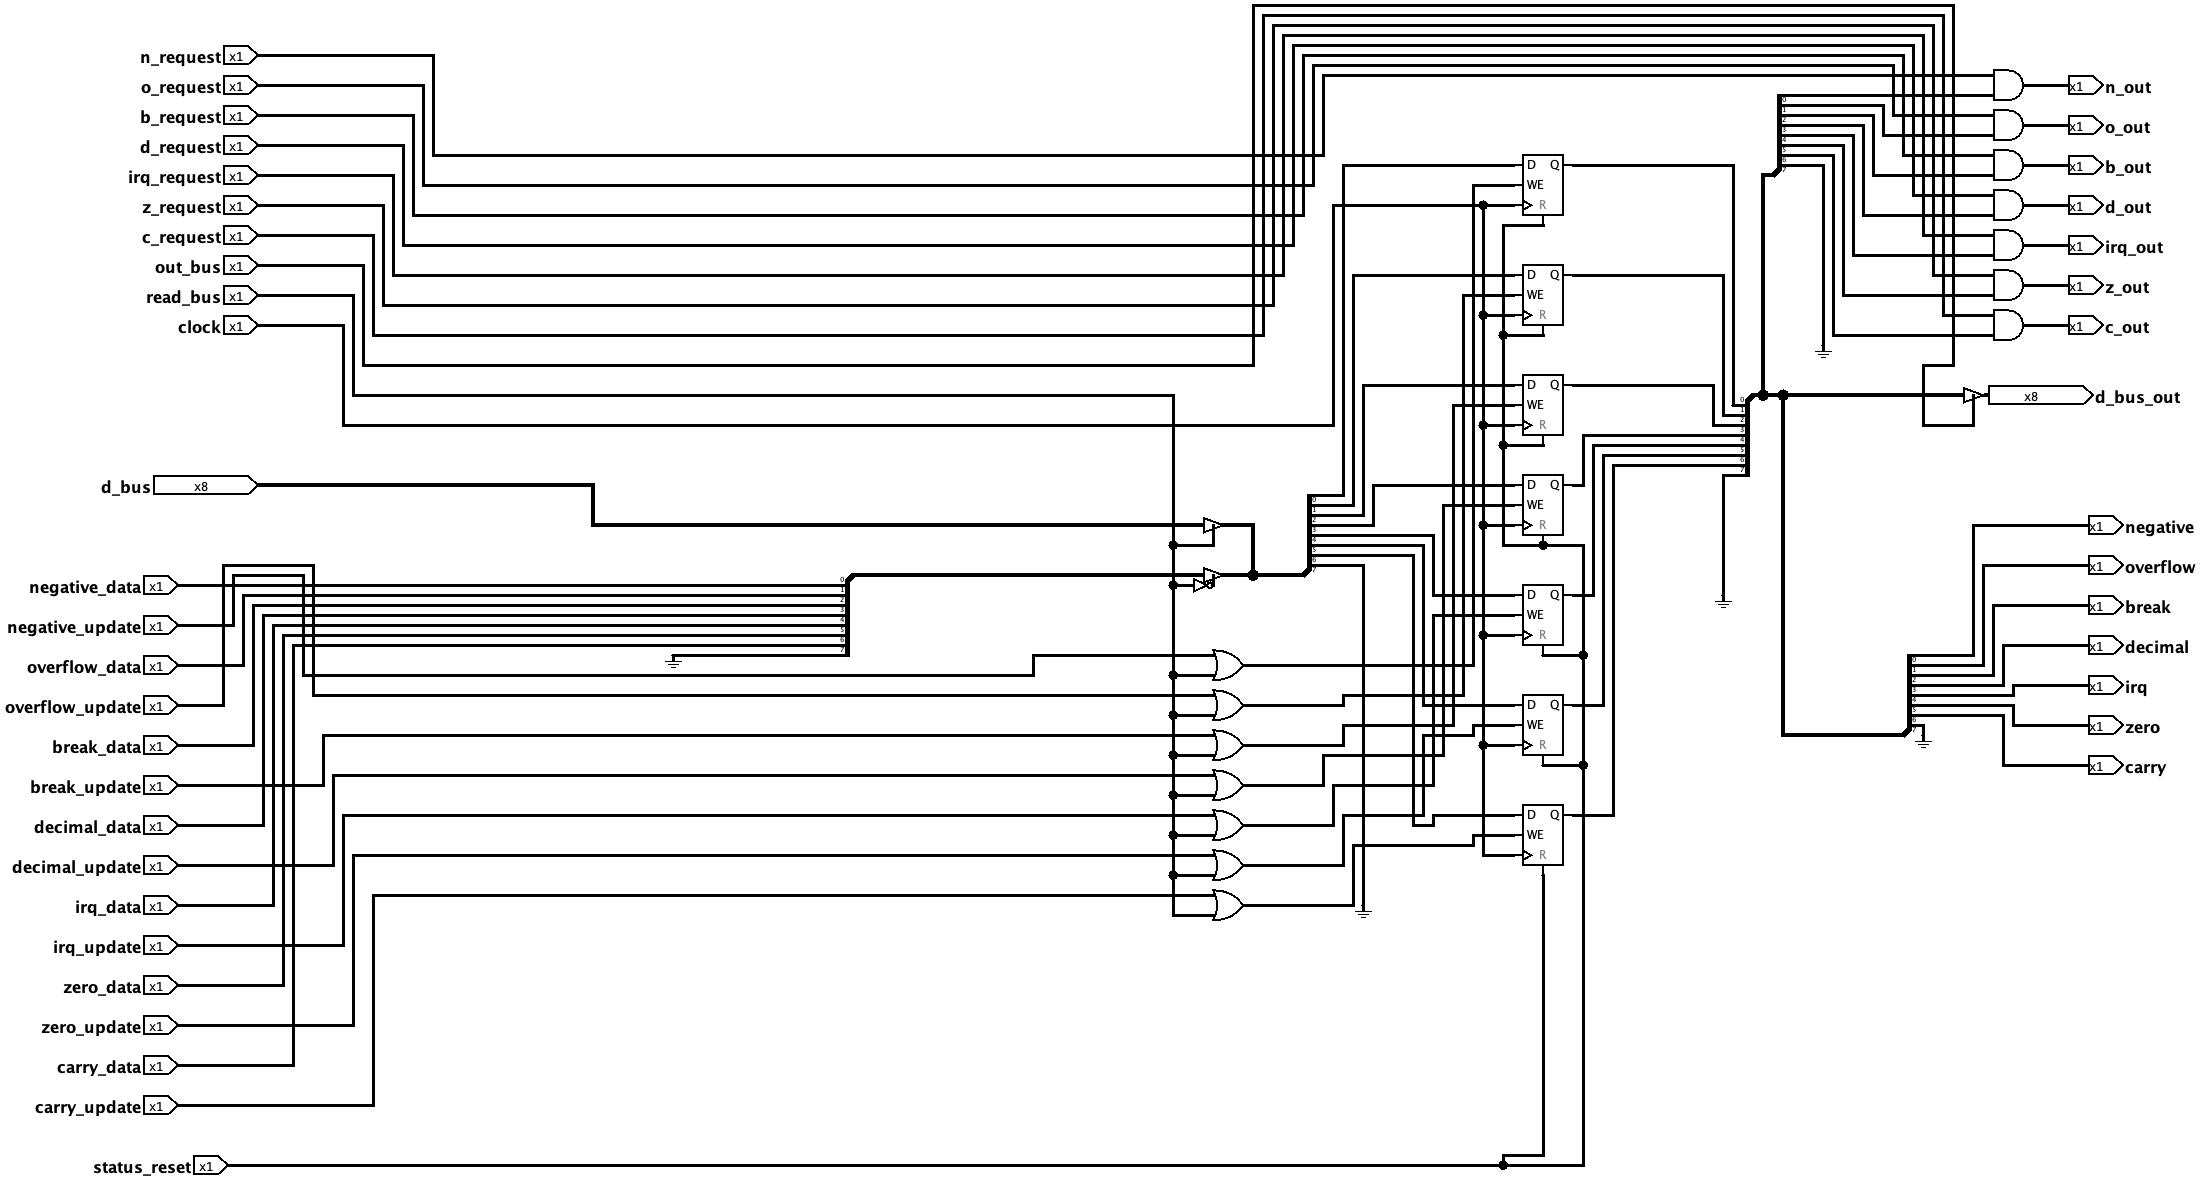 n_request x1
o_request x1
b_request x1
d_request x1
irq_request x1
z_request x1
c_request x1
out_bus x1
read_bus x1
clock x1
d_bus x8
negative_data x1
negative_update x1
overflow_data x1
overflow_update x1
break_data x1
break_update x1
decimal_data x1
decimal_update x1
irq_data x1
irq_update x1
zero_data x1
zero_update x1
carry_data x1
carry_update x1
status_reset x1
D Q
WE
R
D Q
WE
R
D Q
WE
R
D Q
WE
R
D Q
WE
R
D Q
WE
R
D Q
WE
R
x1 n_out
x1 o_out
x1 b_out
x1 d_out
x1 irq_out
x1 z_out
x1 c_out
x8 d_bus_out
x1 negative
x1 overflow
x1 break
x1 decimal
x1 irq
x1 zero
x1 carry